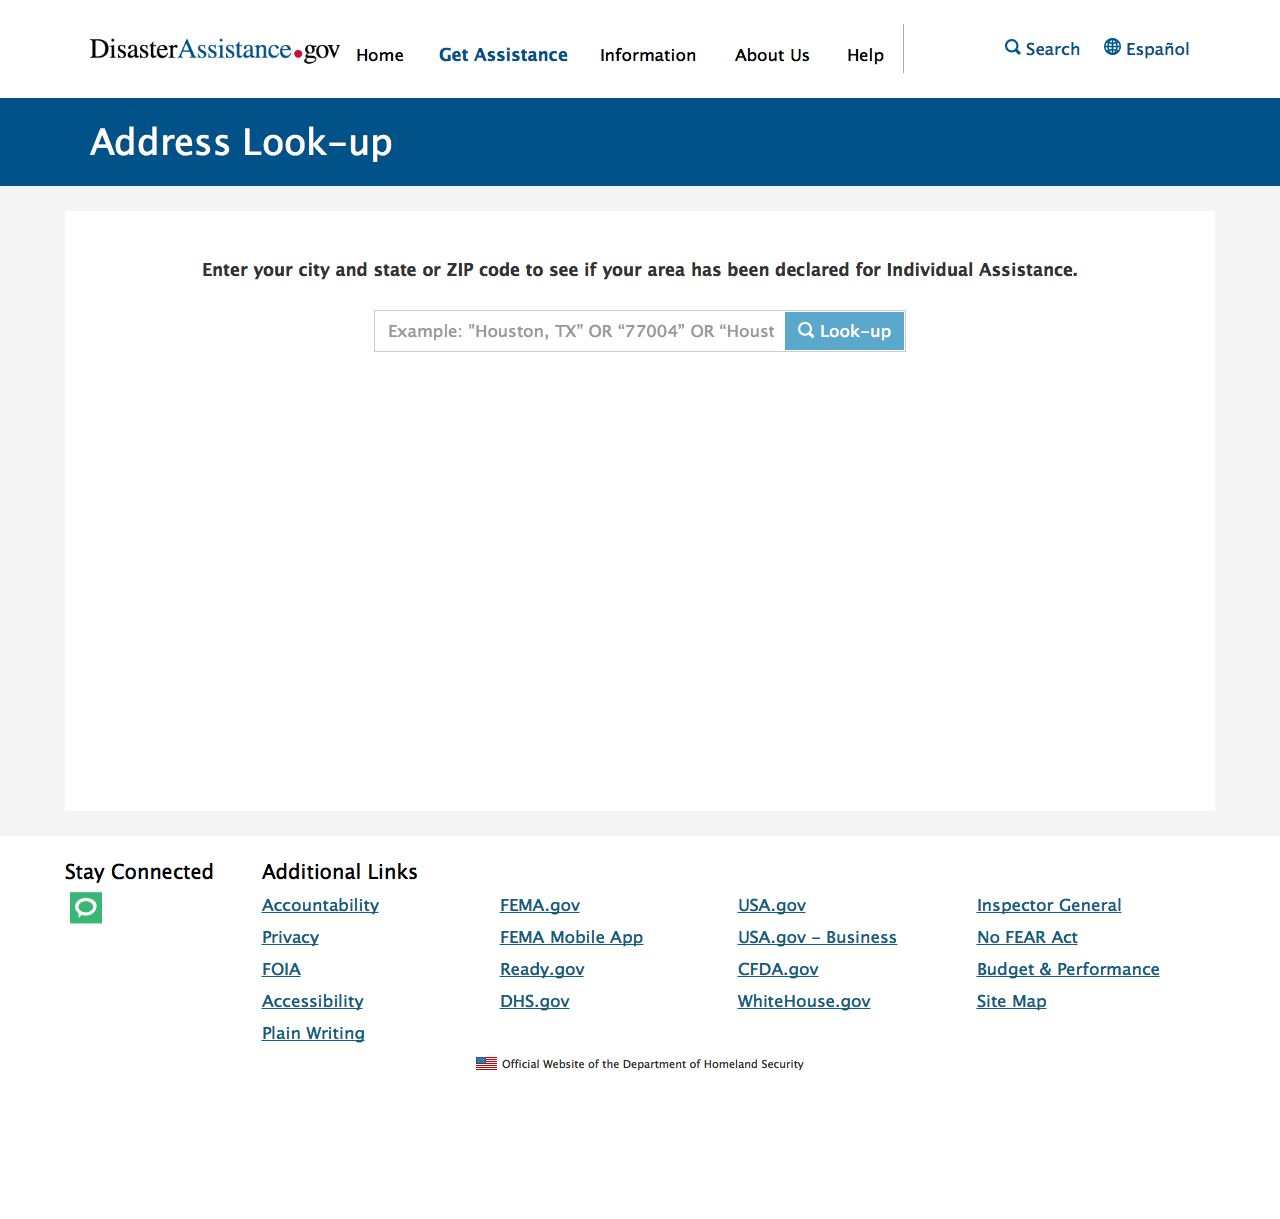 DisasterAssistance.gov Home Get Assistance Information About Us Help Search Español
Address Look-up
Enter your city and state or ZIP code to see if your area has been declared for Individual Assistance.
Example: "Houston, TX” OR “77004” OR “Houst Look-up
Stay Connected Additional Links
Accountability FEMA.gov USA.gov Inspector General
Privacy FEMA Mobile App USA.gov - Business No FEAR Act
FOIA Ready.gov CFDA.gov Budget & Performance
Accessibility DHS.gov WhiteHouse.gov Site Map
Plain Writing
Official Website of the Department of Homeland Security